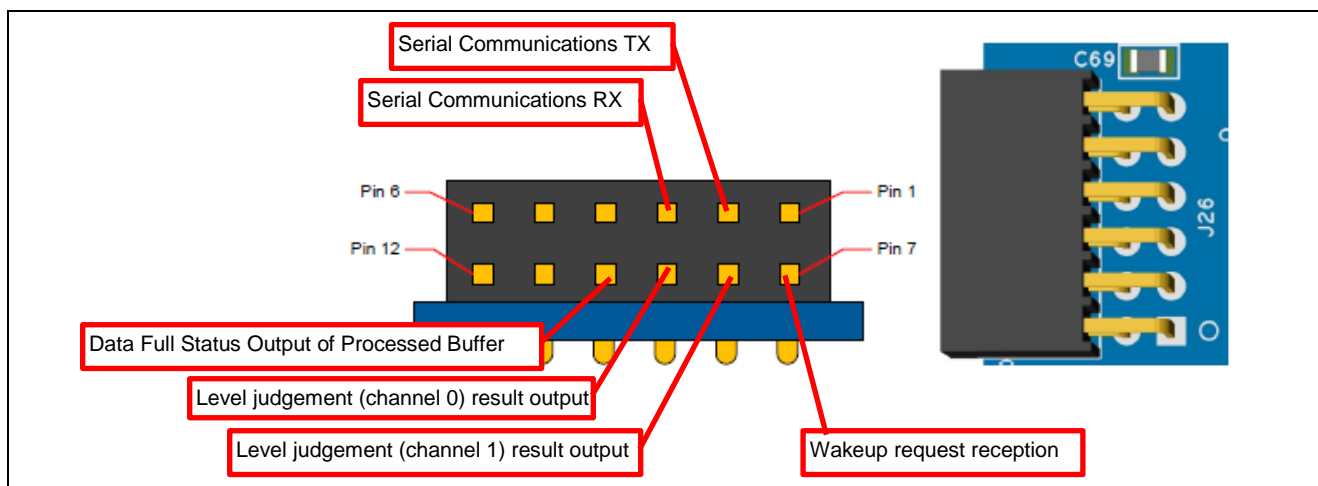 Serial Communications TX
C69
Serial Communications RX
Pin 6
Pin 1
J26
Pin 12
Pin 7
Data Full Status Output of Processed Buffer
Level judgement (channel 0) result output
Level judgement (channel 1) result output
Wakeup request reception